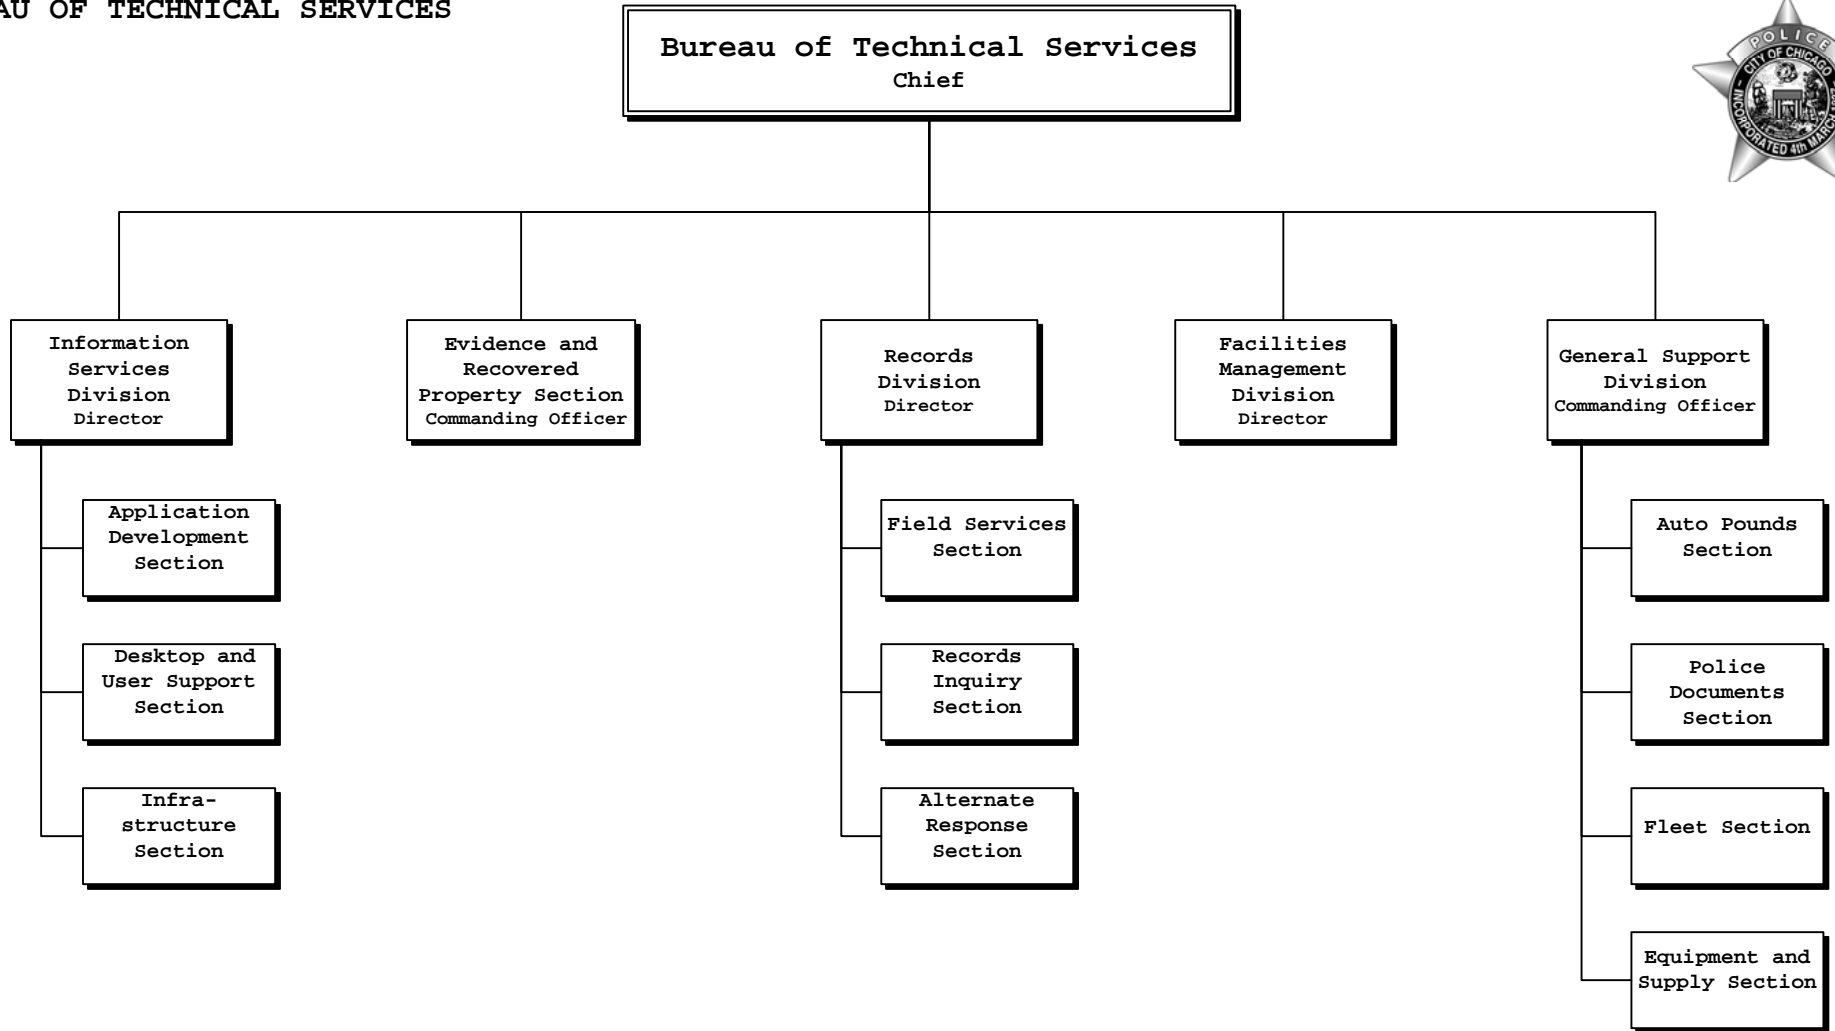 AU OF TECHNICAL SERVICES
Bureau of Technical Services
Chief
POLICE
CITY OF CHICAGO
INCORPORATED 4th MARCH
Information
Services
Division
Director
Evidence and
Recovered
Property Section
Commanding Officer
Records
Division
Director
Facilities
Management
Division
Director
General Support
Division
Commanding Officer
Application
Development
Section
Desktop and
User Support
Section
Infra-
structure
Section
Field Services
Section
Records
Inquiry
Section
Alternate
Response
Section
Auto Pounds
Section
Police
Documents
Section
Fleet Section
Equipment and
Supply Section